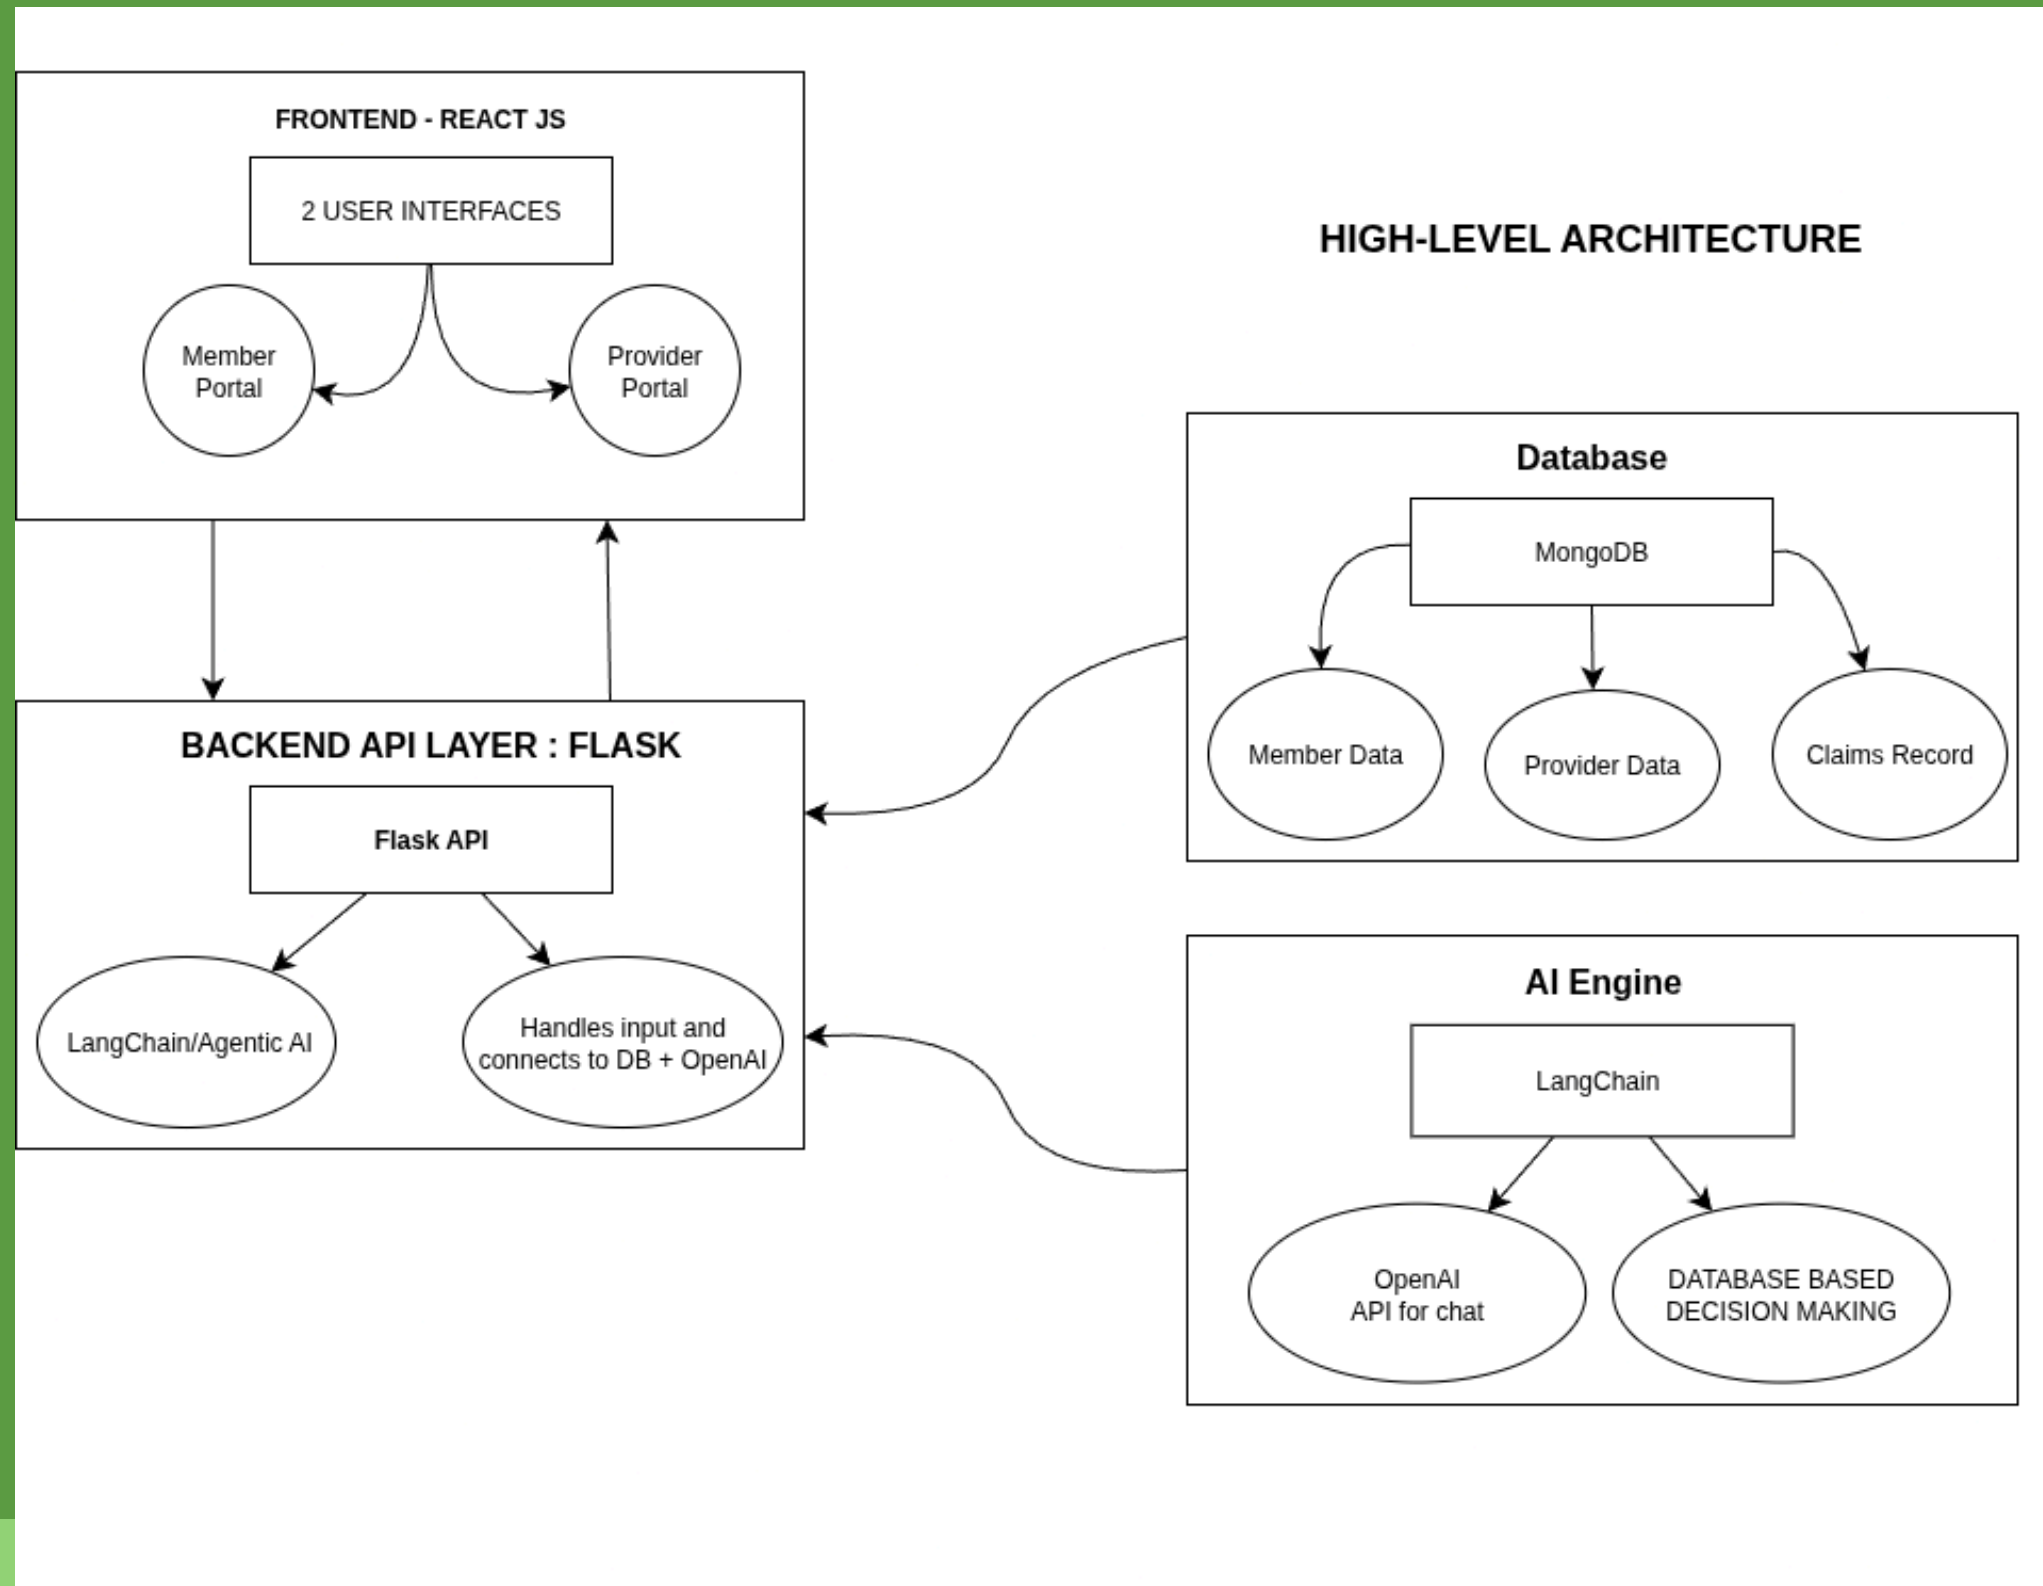 FRONTEND - REACT JS
2 USER INTERFACES
Member
Portal
Provider
Portal
HIGH-LEVEL ARCHITECTURE
Database
MongoDB
Member Data
Provider Data
Claims Record
BACKEND API LAYER : FLASK
Flask API
LangChain/Agentic AI
Handles input and
connects to DB + OpenAI
AI Engine
LangChain
OpenAI
API for chat
DATABASE BASED
DECISION MAKING